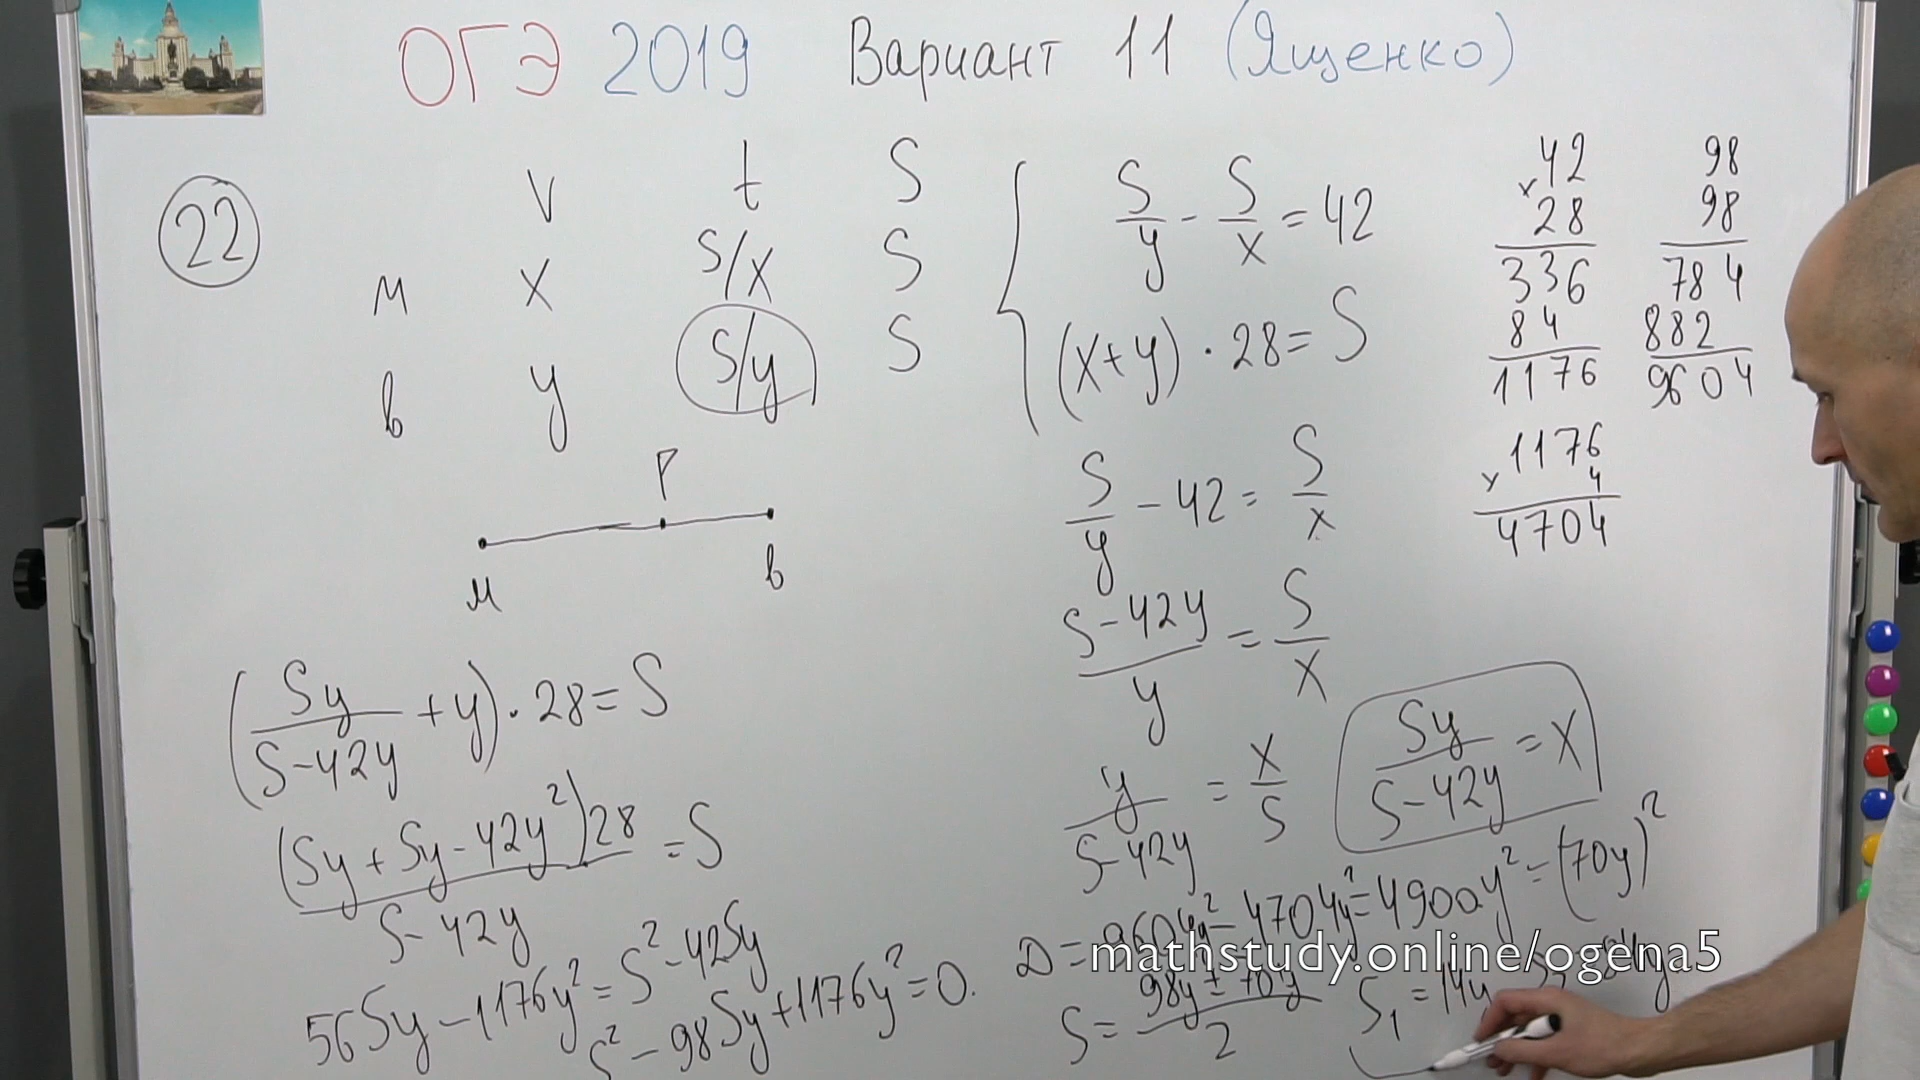 ОГЭ 2019 Вариант 11 (Ященко)
22
V t S
м x S/x S
в y S/y S
P
м в
S/y - S/x = 42
(x+y) · 28 = S
S/y - 42 = S/x
(S-42y)/y = S/x
y/(S-42y) = x/S
Sy/(S-42y) = x
42
x 28
336
84
1176
98
98
784
882
9604
1176
x 4
4704
(Sy/(S-42y) + y) · 28 = S
(Sy + Sy - 42y²)28/(S-42y) = S
56Sy - 1176y² = S² - 42Sy
S² - 98Sy + 1176y² = 0.
D = 9604y² - 4704y² = 4900y² = (70y)²
S = (98y ± 70y)/2
S₁ = 14y
84y
mathstudy.online/ogena5